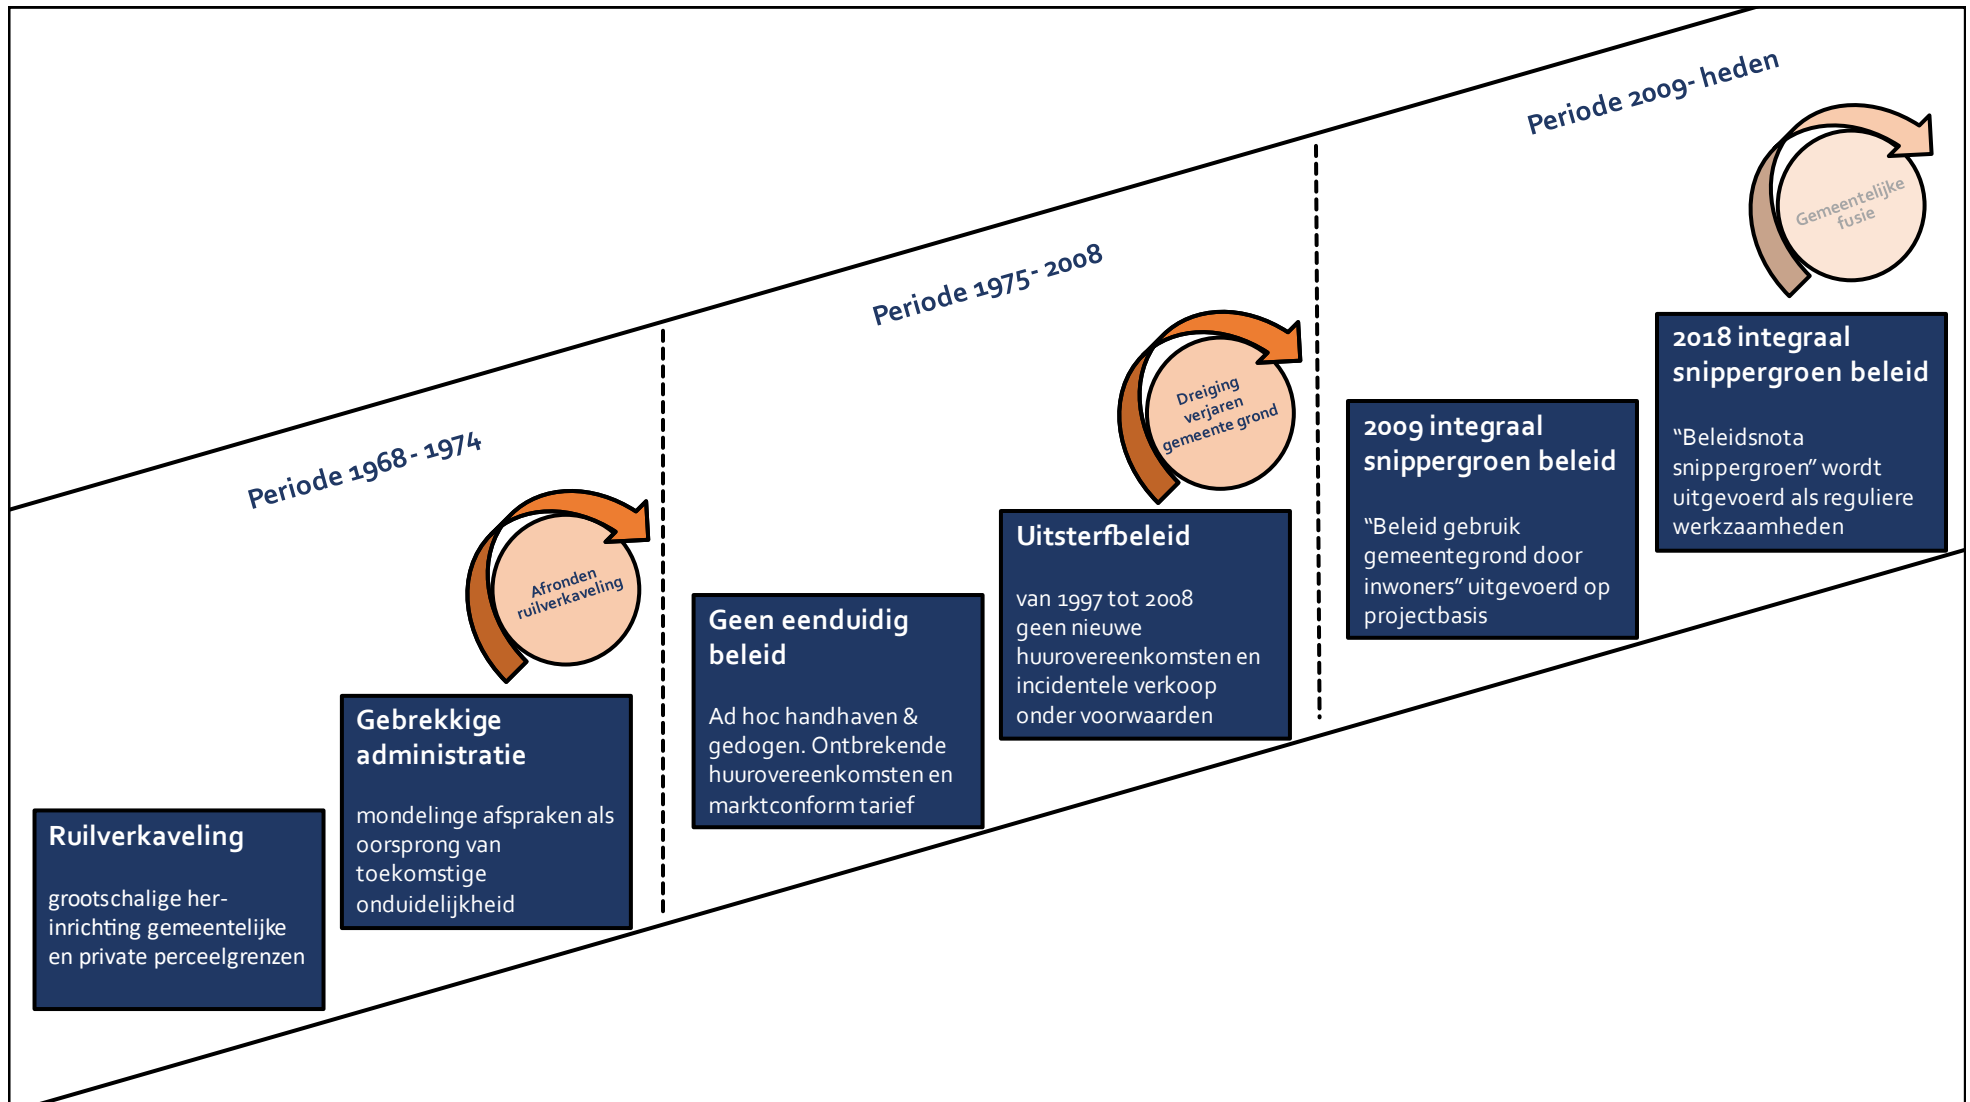 Periode 1968 - 1974
Afronden
ruilverkaveling
Ruilverkaveling
grootschalige her-
inrichting gemeentelijke
en private perceelgrenzen
Gebrekkige
administratie
mondelinge afspraken als
oorsprong van
toekomstige
onduidelijkheid
Periode 1975 - 2008
Dreiging
verjaren
gemeente grond
Geen eenduidig
beleid
Ad hoc handhaven &
gedogen. Ontbrekende
huurovereenkomsten en
marktconform tarief
Uitsterfbeleid
van 1997 tot 2008
geen nieuwe
huurovereenkomsten en
incidentele verkoop
onder voorwaarden
Periode 2009- heden
Gemeentelijke
fusie
2009 integraal
snippergroen beleid
“Beleid gebruik
gemeentegrond door
inwoners” uitgevoerd op
projectbasis
2018 integraal
snippergroen beleid
“Beleidsnota
snippergroen” wordt
uitgevoerd als reguliere
werkzaamheden